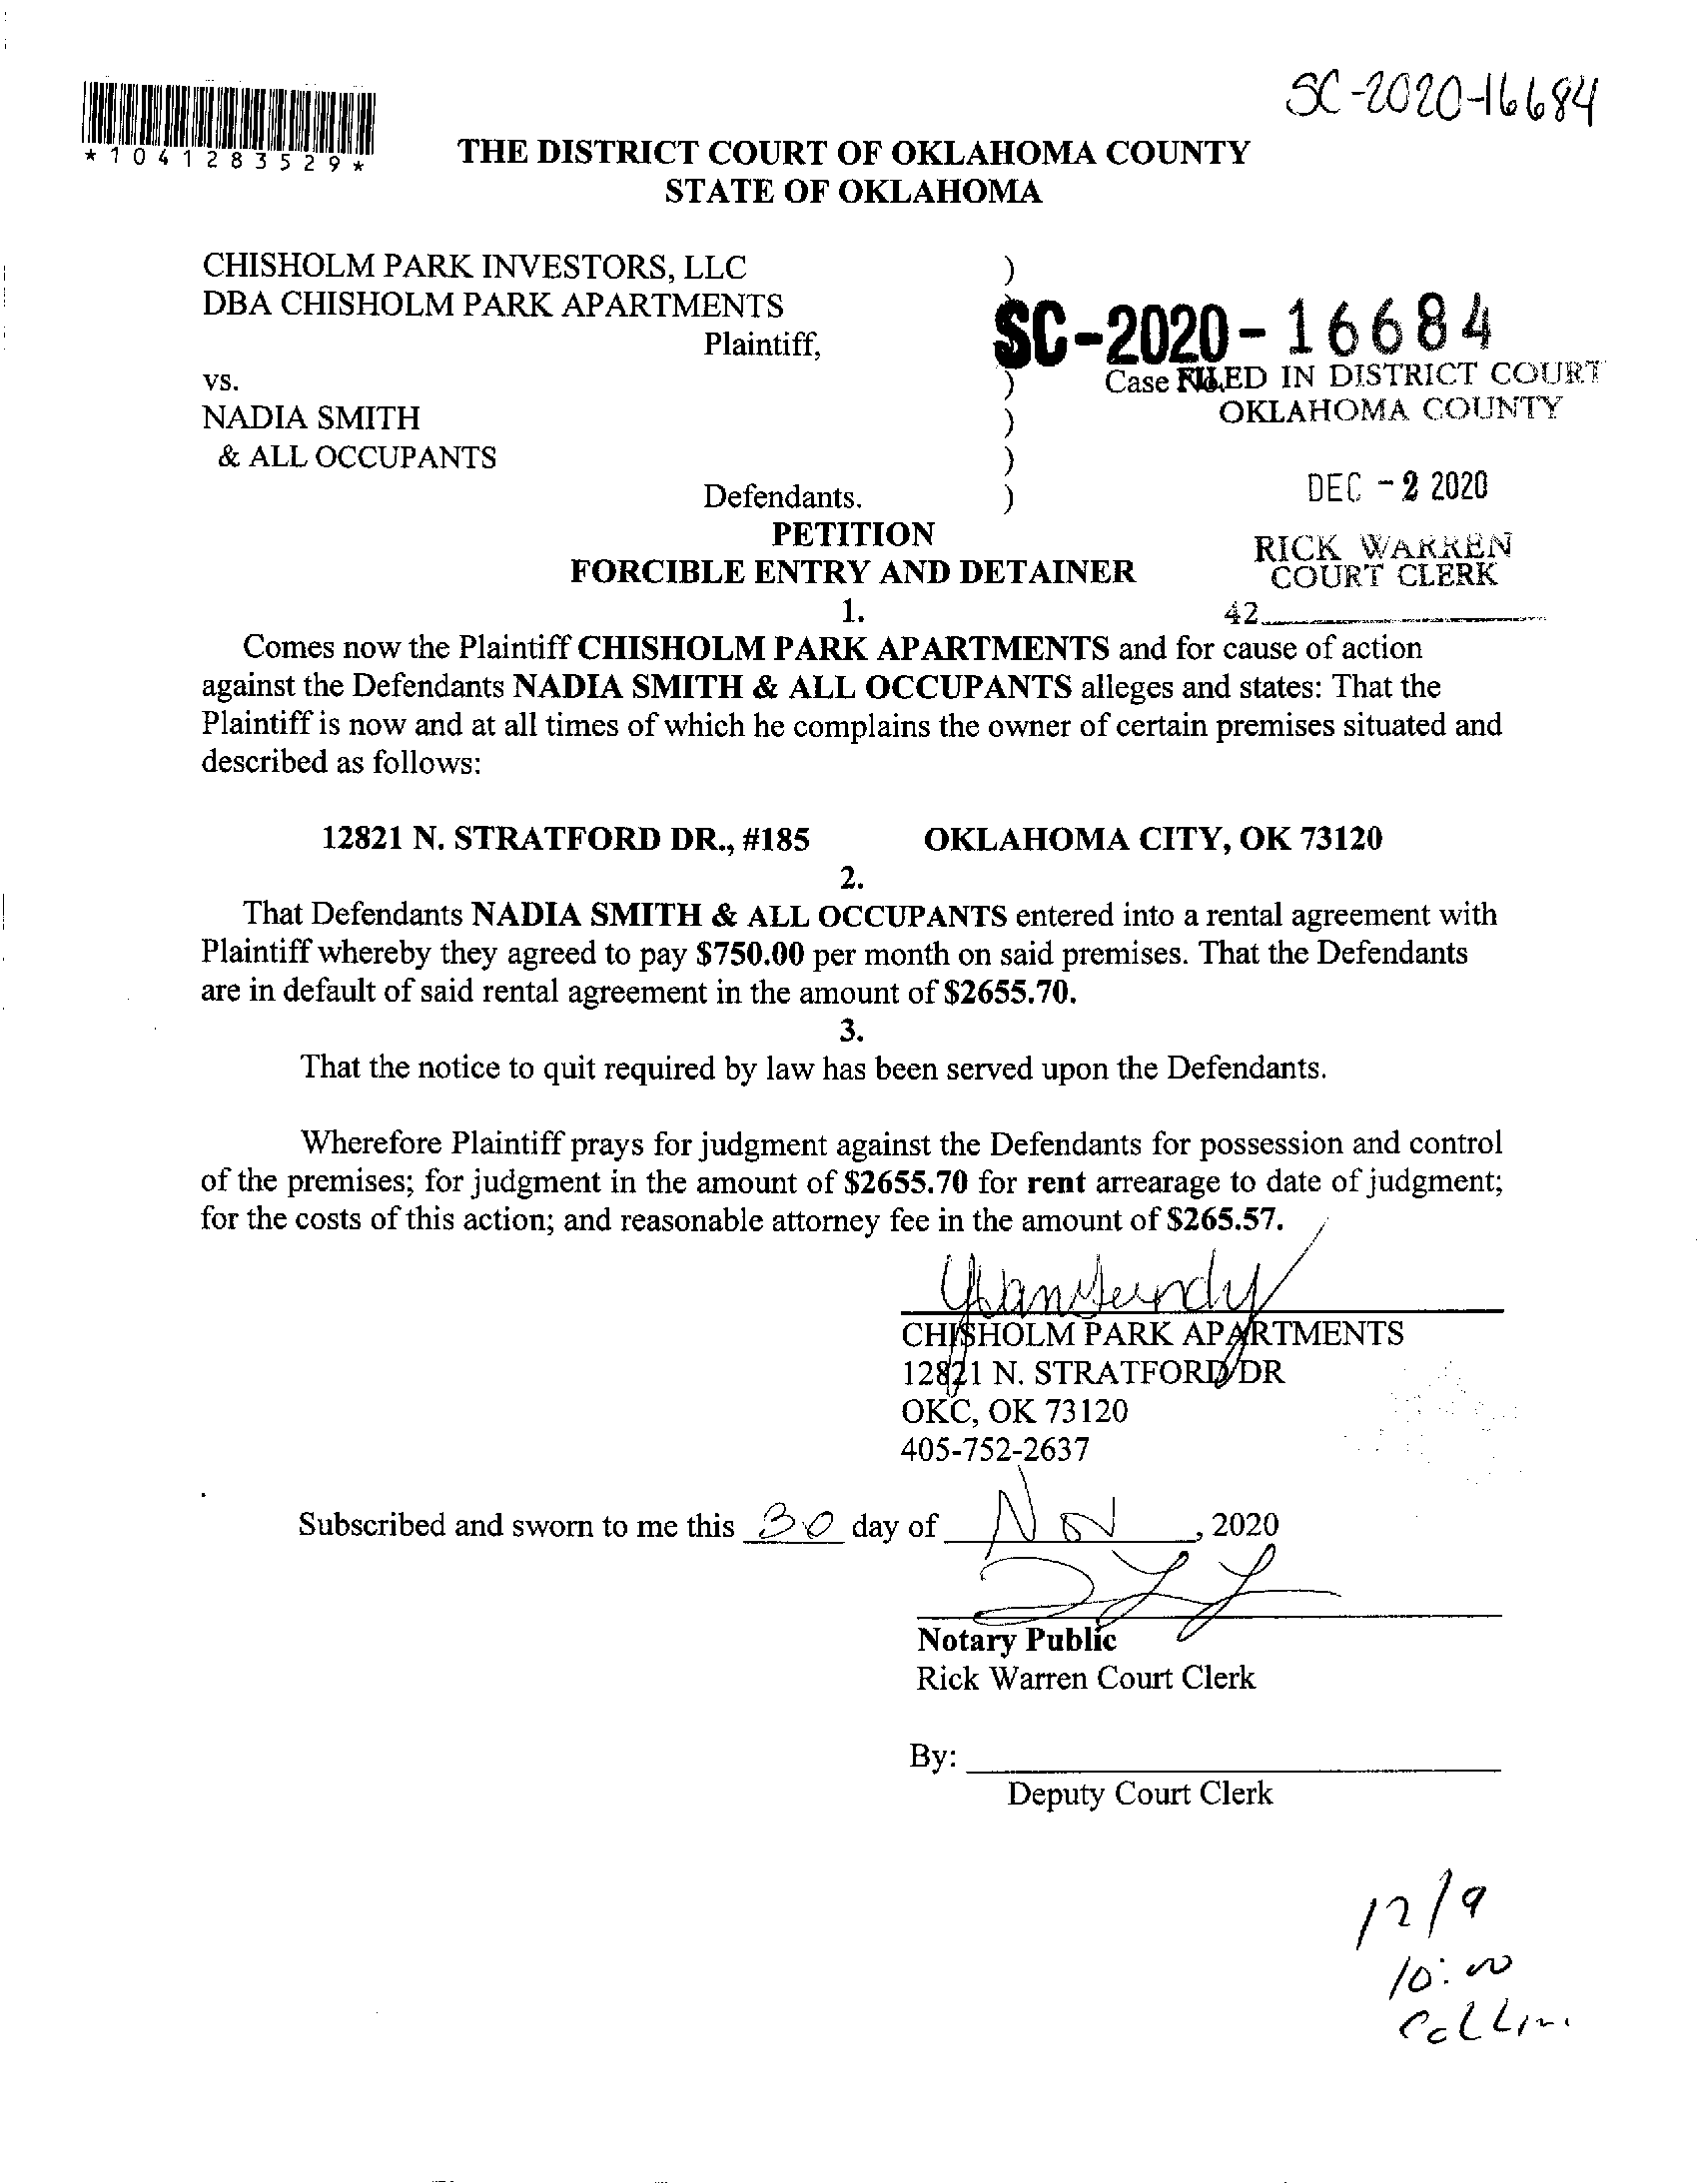 SC-2020-16684
*1041283529*
THE DISTRICT COURT OF OKLAHOMA COUNTY
STATE OF OKLAHOMA
CHISHOLM PARK INVESTORS, LLC )
DBA CHISHOLM PARK APARTMENTS
Plaintiff,
SC-2020-16684
vs. ) Case FILED IN DISTRICT COURT
NADIA SMITH ) OKLAHOMA COUNTY
& ALL OCCUPANTS )
Defendants. ) DEC -2 2020
PETITION
RICK WARREN
FORCIBLE ENTRY AND DETAINER
COURT CLERK
1.
42
Comes now the Plaintiff CHISHOLM PARK APARTMENTS and for cause of action
against the Defendants NADIA SMITH & ALL OCCUPANTS alleges and states: That the
Plaintiff is now and at all times of which he complains the owner of certain premises situated and
described as follows:
12821 N. STRATFORD DR., #185 OKLAHOMA CITY, OK 73120
2.
That Defendants NADIA SMITH & ALL OCCUPANTS entered into a rental agreement with
Plaintiff whereby they agreed to pay $750.00 per month on said premises. That the Defendants
are in default of said rental agreement in the amount of $2655.70.
3.
That the notice to quit required by law has been served upon the Defendants.
Wherefore Plaintiff prays for judgment against the Defendants for possession and control
of the premises; for judgment in the amount of $2655.70 for rent arrearage to date of judgment;
for the costs of this action; and reasonable attorney fee in the amount of $265.57.
CHISHOLM PARK APARTMENTS
12821 N. STRATFORD DR
OKC, OK 73120
405-752-2637
Subscribed and sworn to me this 30 day of Nov, 2020
Notary Public
Rick Warren Court Clerk
By:
Deputy Court Clerk
12/9
10:00